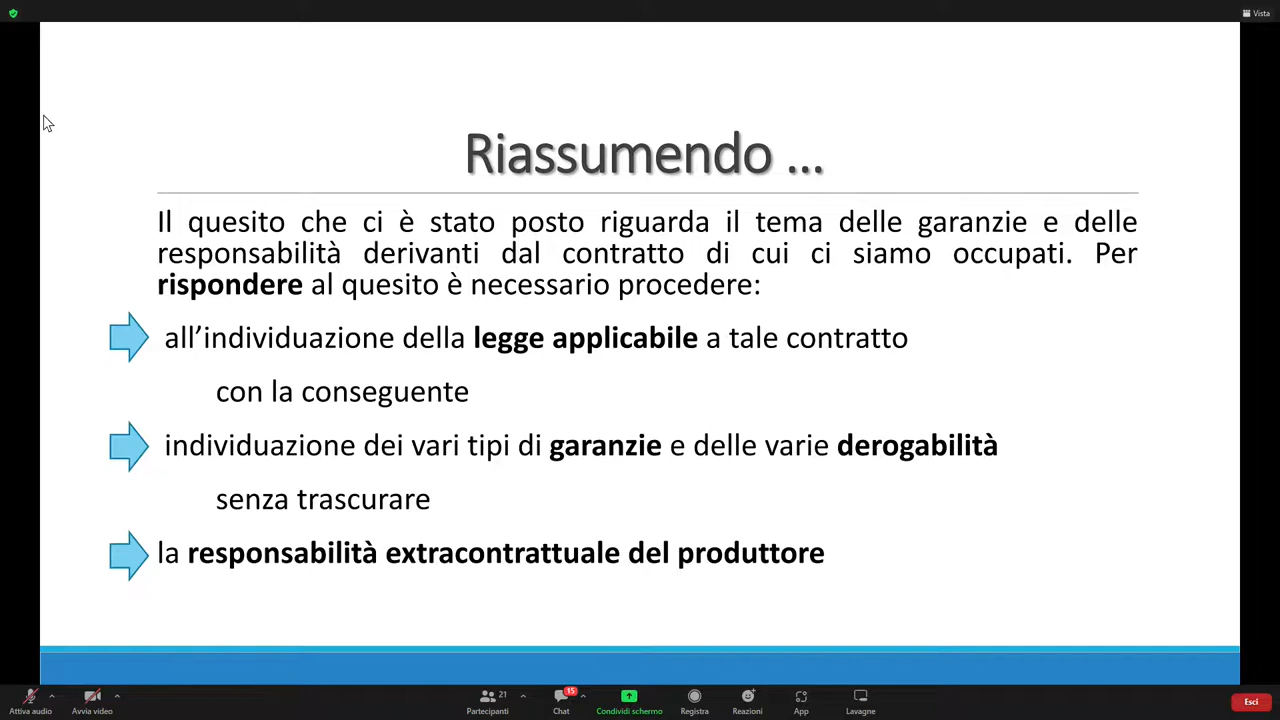 Vista
Riassumendo ...
Il quesito che ci è stato posto riguarda il tema delle garanzie e delle
responsabilità derivanti dal contratto di cui ci siamo occupati. Per
rispondere al quesito è necessario procedere:
all’individuazione della legge applicabile a tale contratto
con la conseguente
individuazione dei vari tipi di garanzie e delle varie derogabilità
senza trascurare
la responsabilità extracontrattuale del produttore
21 15
Attiva audio Avvia video Partecipanti Chat Condividi schermo Registra Reazioni App Lavagne Esci